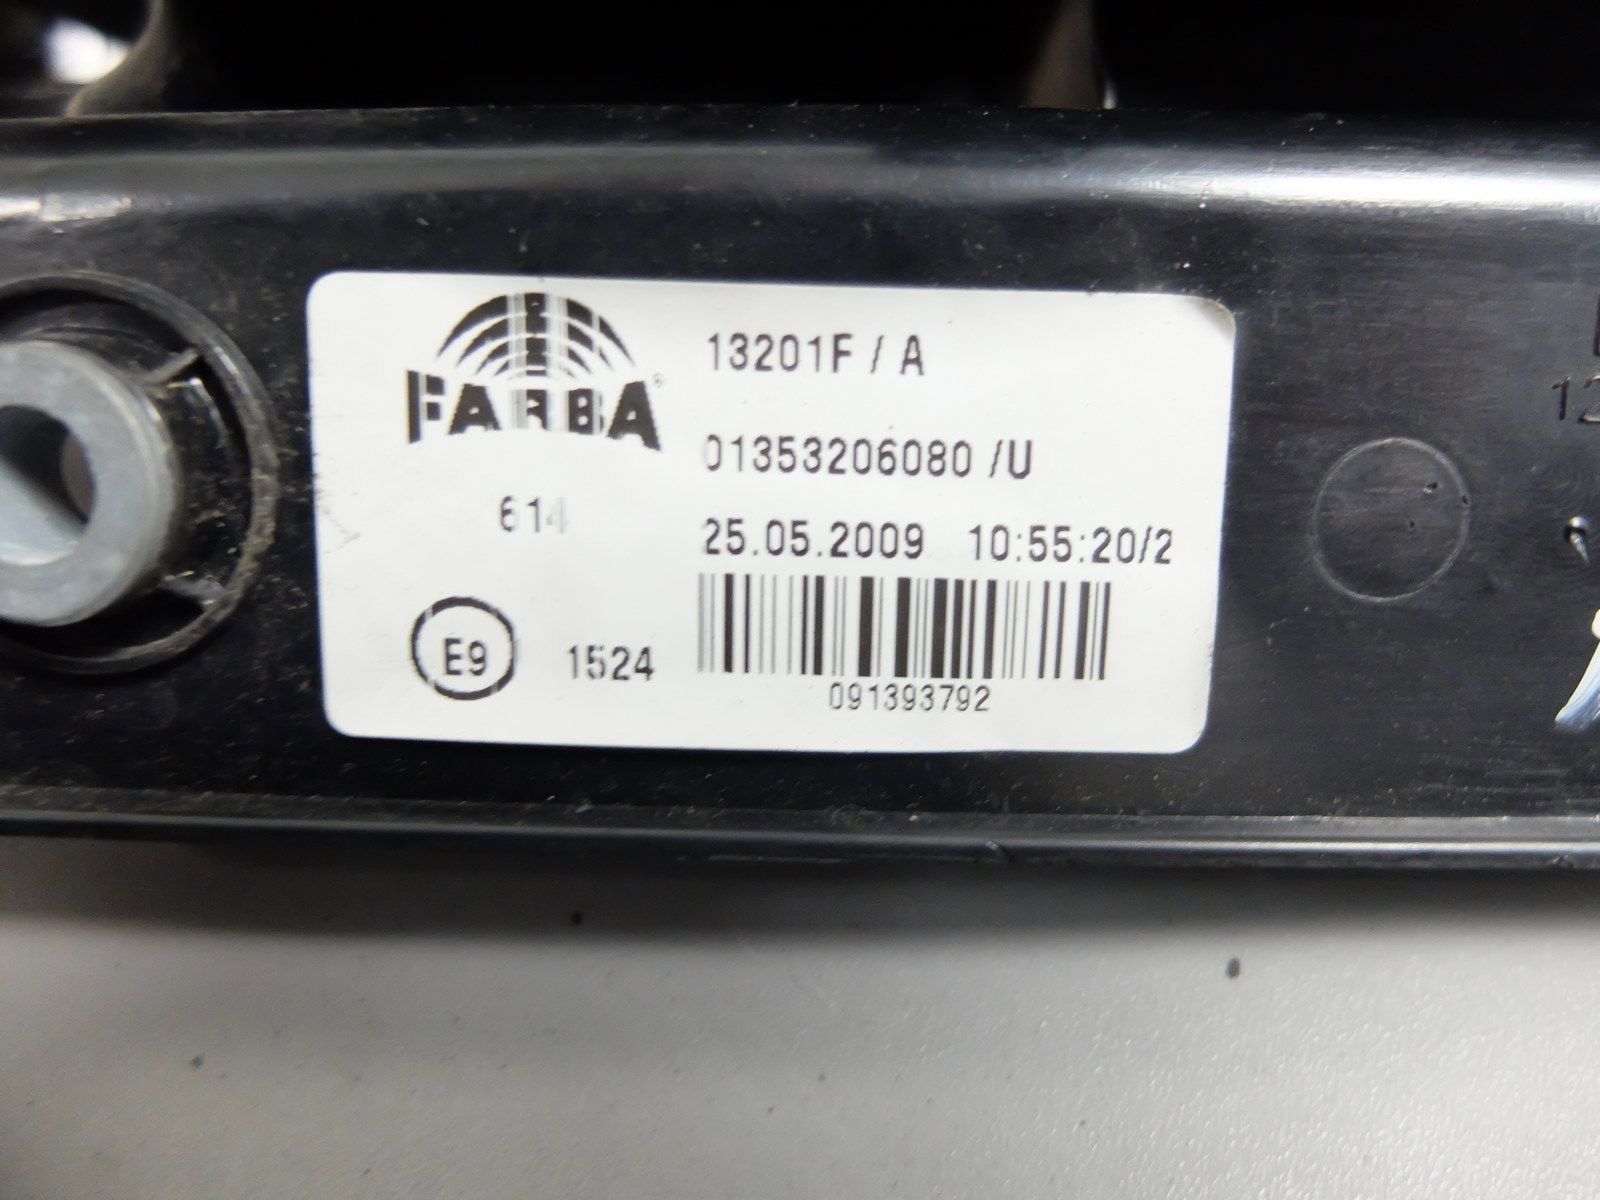 FARBA®
13201F / A
01353206080 /U
614
25.05.2009 10:55:20/2
E9
1524
091393792